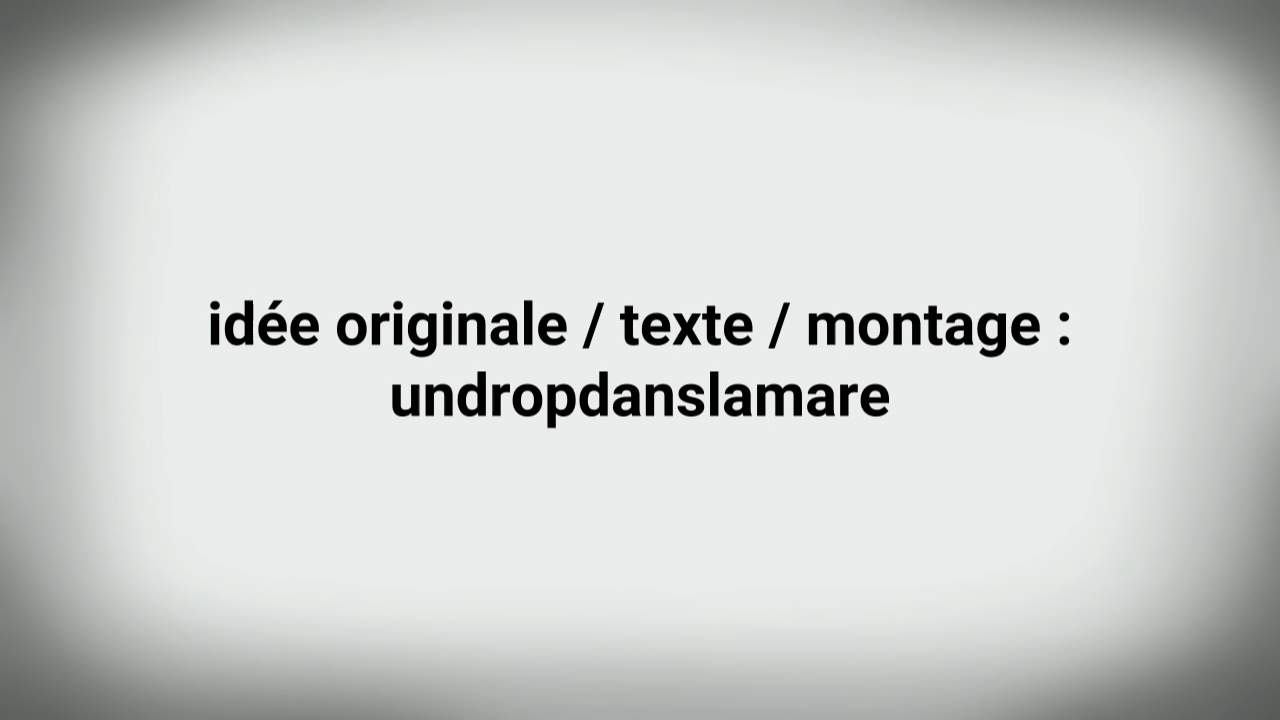 idée originale / texte / montage :
undropdanslamare